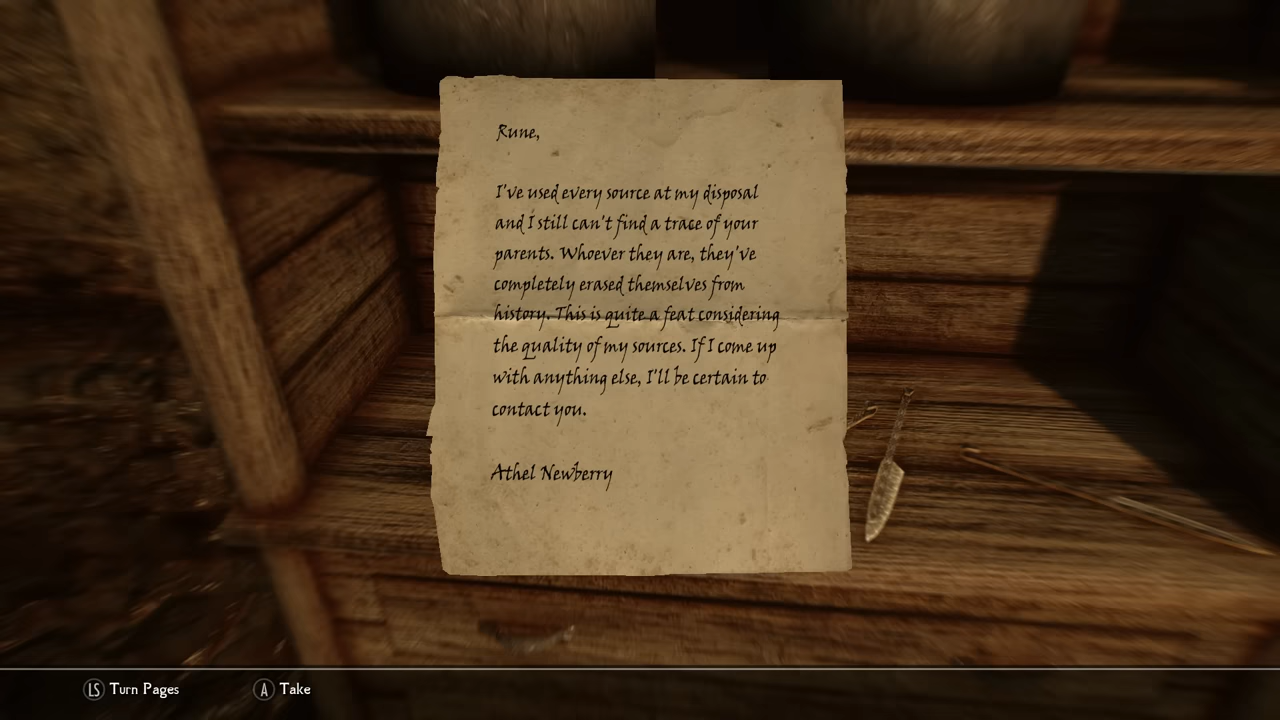 Rune,
I've used every source at my disposal
and I still can't find a trace of your
parents. Whoever they are, they've
completely erased themselves from
history. This is quite a feat considering
the quality of my sources. If I come up
with anything else, I'll be certain to
contact you.
Athel Newberry
LS Turn Pages A Take